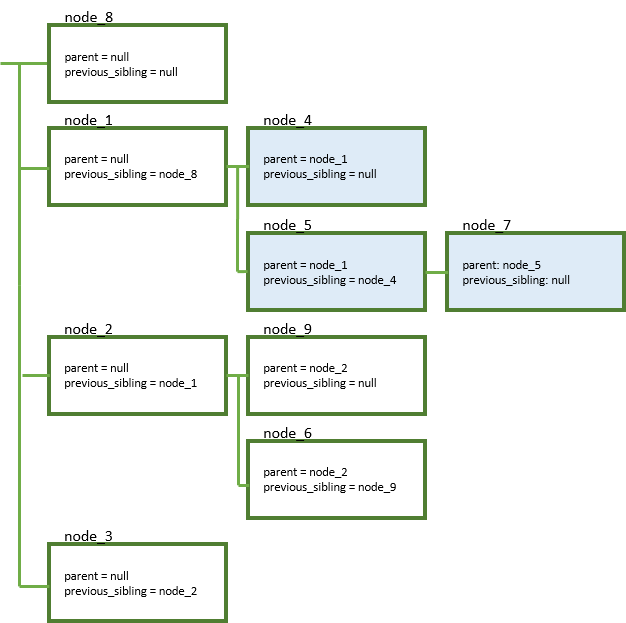 node_8
parent = null
previous_sibling = null
node_1
parent = null
previous_sibling = node_8
node_4
parent = node_1
previous_sibling = null
node_5
parent = node_1
previous_sibling = node_4
node_7
parent: node_5
previous_sibling: null
node_2
parent = null
previous_sibling = node_1
node_9
parent = node_2
previous_sibling = null
node_6
parent = node_2
previous_sibling = node_9
node_3
parent = null
previous_sibling = node_2